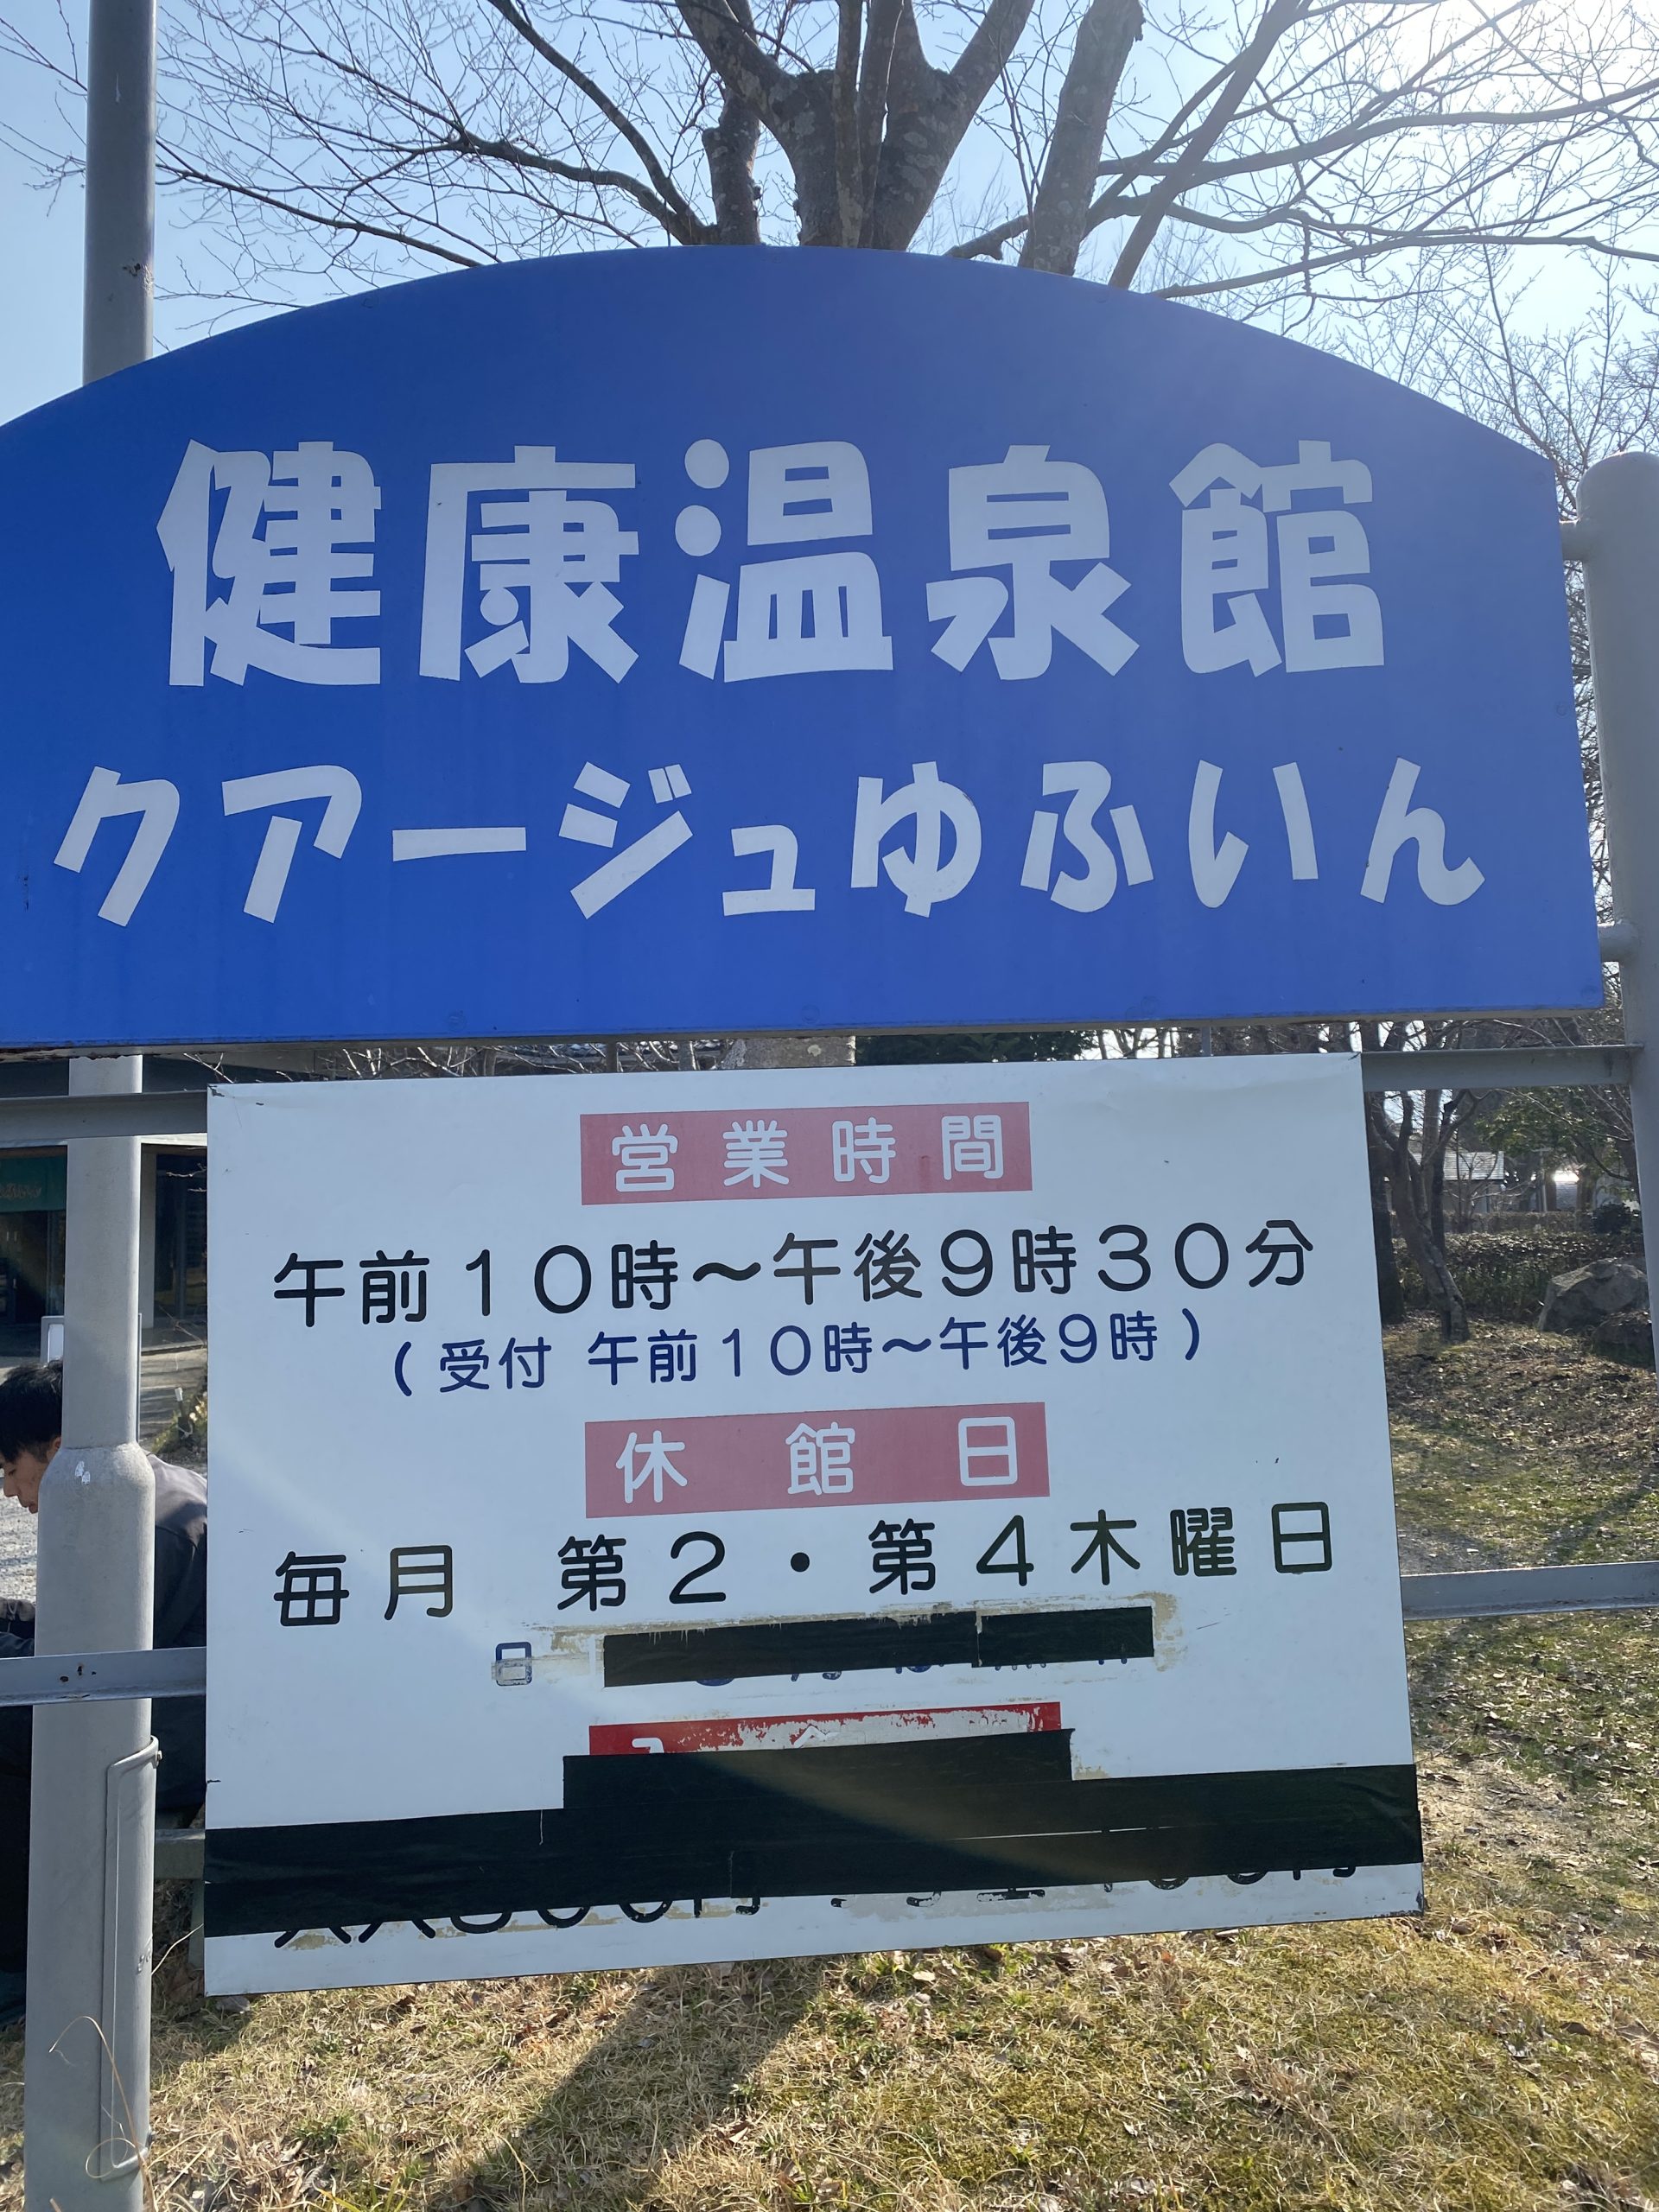 健康温泉館
クアージュゆふいん
営業時間
午前10時～午後9時30分
(受付 午前10時～午後9時)
休館日
毎月 第2・第4木曜日